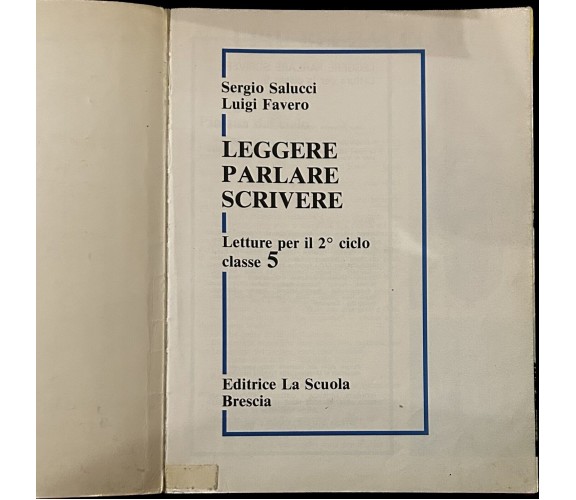 Sergio Salucci
Luigi Favero
LEGGERE
PARLARE
SCRIVERE
Letture per il 2° ciclo
classe 5
Editrice La Scuola
Brescia